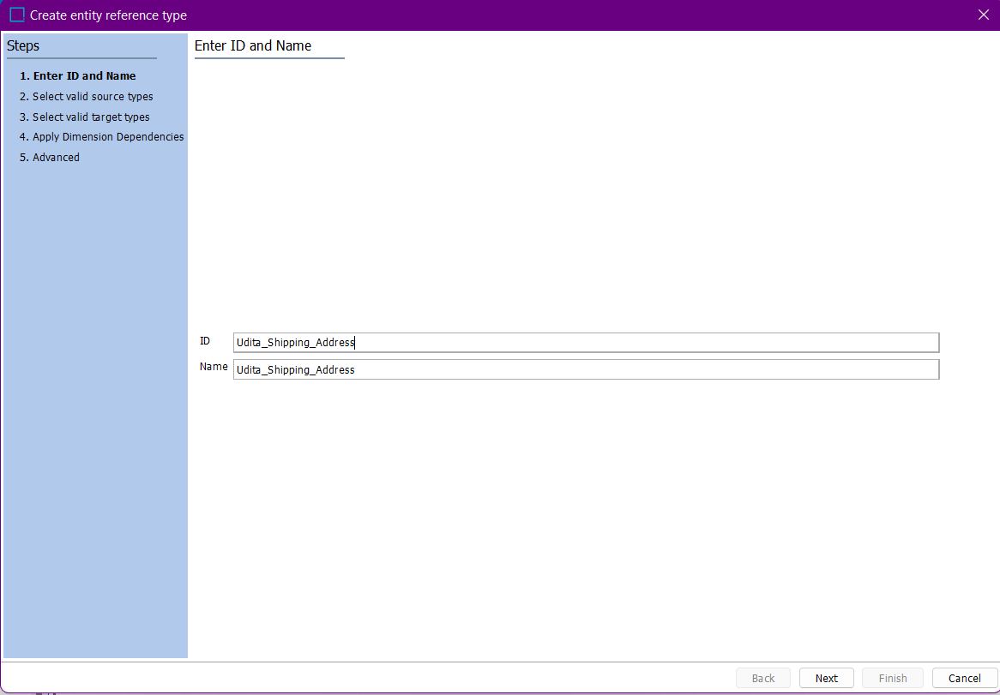 Create entity reference type
Steps
1. Enter ID and Name
2. Select valid source types
3. Select valid target types
4. Apply Dimension Dependencies
5. Advanced
Enter ID and Name
ID Udita_Shipping_Address
Name Udita_Shipping_Address
Back Next Finish Cancel